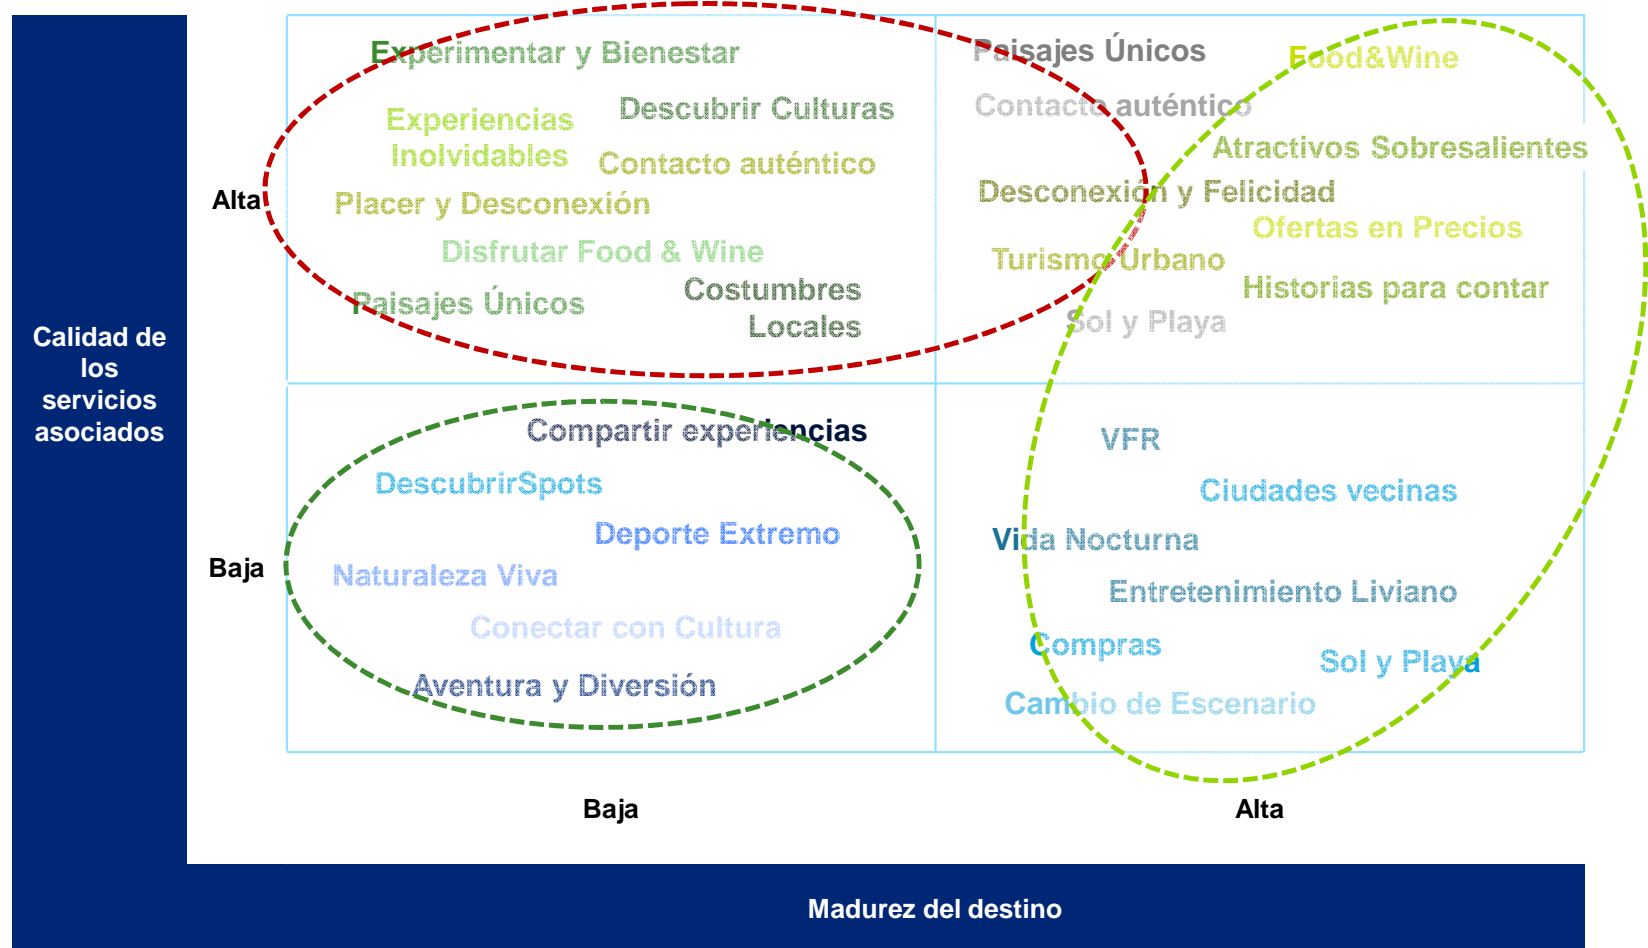 Calidad de
los
servicios
asociados
Alta
Baja
Experimentar y Bienestar
Descubrir Culturas
Experiencias
Inolvidables
Contacto auténtico
Placer y Desconexión
Disfrutar Food & Wine
Paisajes Únicos
Costumbres
Locales
Paisajes Únicos
Food&Wine
Contacto auténtico
Atractivos Sobresalientes
Desconexión y Felicidad
Ofertas en Precios
Turismo Urbano
Historias para contar
Sol y Playa
Compartir experiencias
DescubrirSpots
Deporte Extremo
Naturaleza Viva
Conectar con Cultura
Aventura y Diversión
VFR
Ciudades vecinas
Vida Nocturna
Entretenimiento Liviano
Compras
Sol y Playa
Cambio de Escenario
Baja
Alta
Madurez del destino